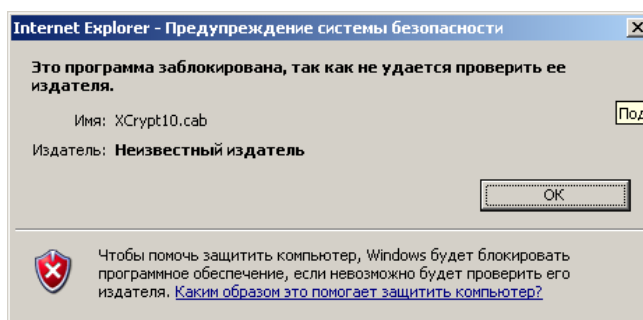 Internet Explorer - Предупреждение системы безопасности
Это программа заблокирована, так как не удается проверить ее
издателя.
Имя: XCrypt10.cab
Под
Издатель: Неизвестный издатель
OK
Чтобы помочь защитить компьютер, Windows будет блокировать
программное обеспечение, если невозможно будет проверить его
издателя. Каким образом это помогает защитить компьютер?